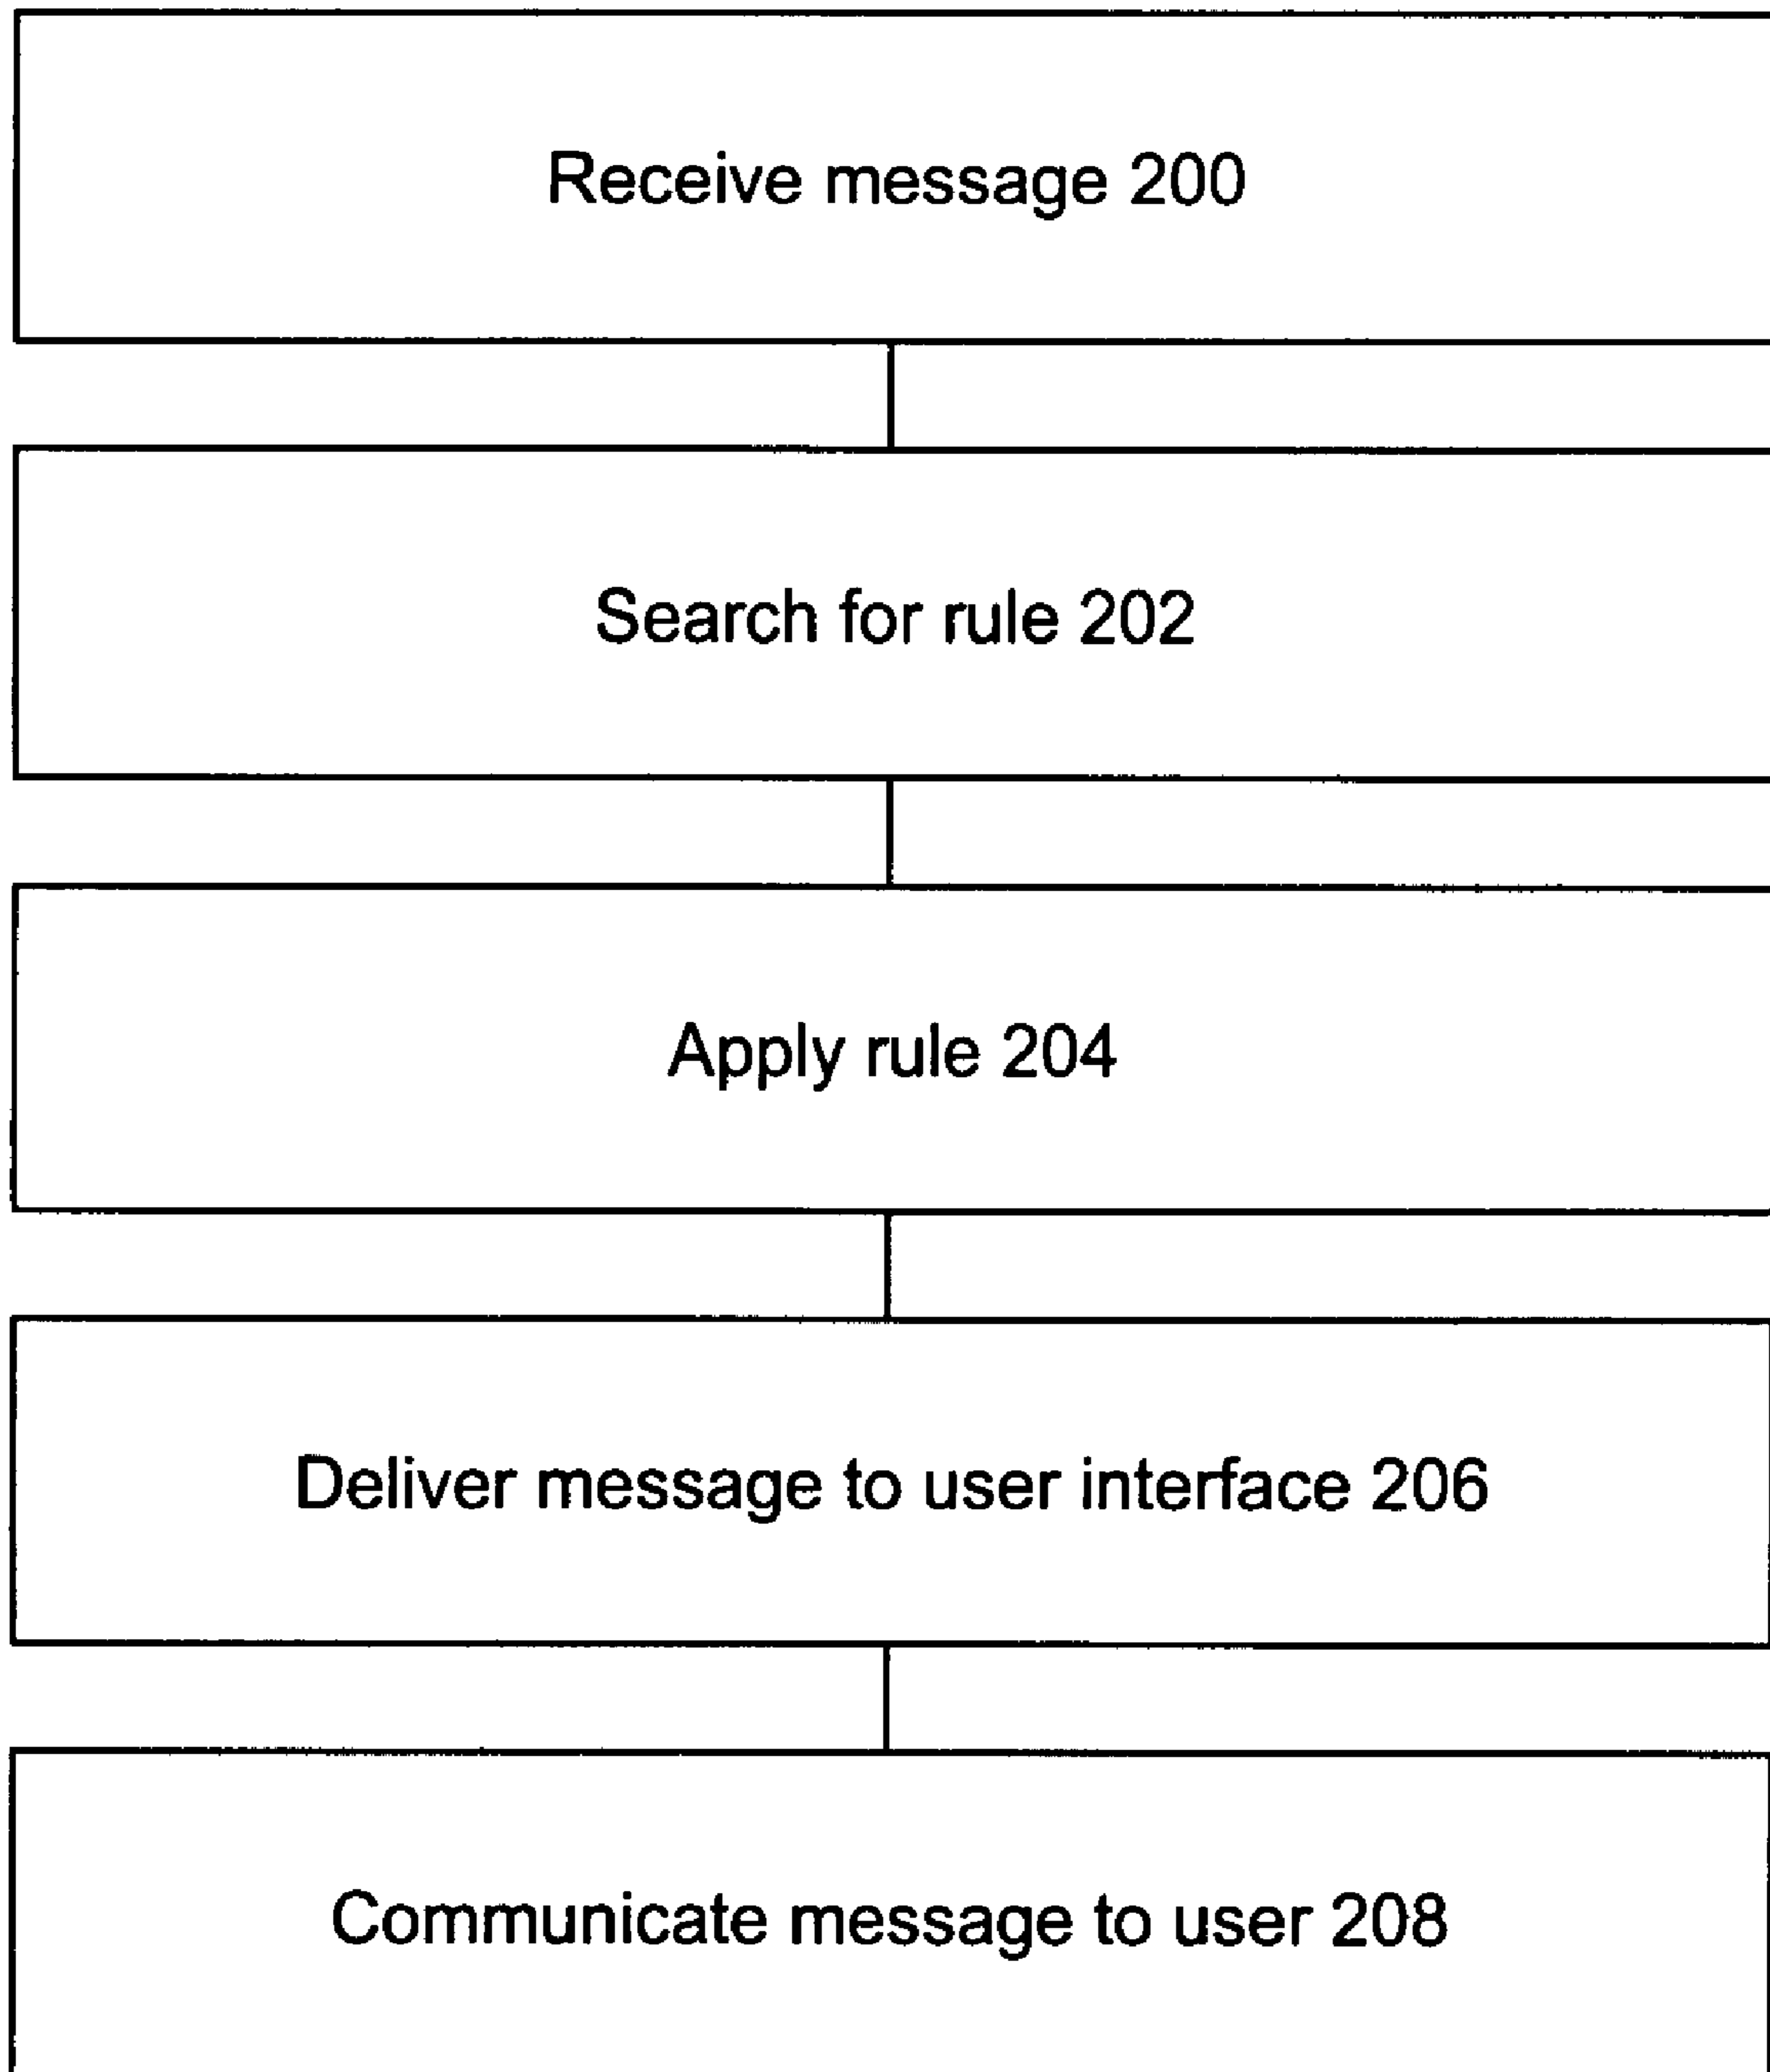 Receive message 200
Search for rule 202
Apply rule 204
Deliver message to user interface 206
Communicate message to user 208